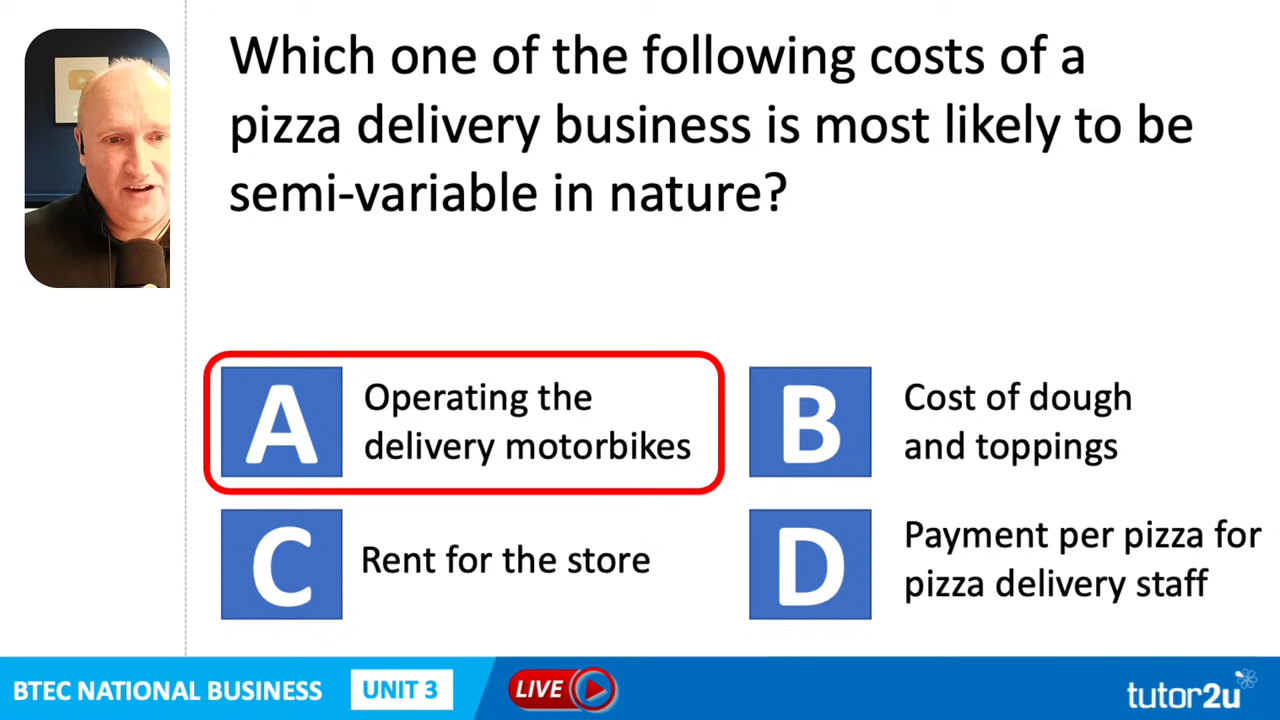 Which one of the following costs of a
pizza delivery business is most likely to be
semi-variable in nature?
A
Operating the
delivery motorbikes
B
Cost of dough
and toppings
C
Rent for the store
D
Payment per pizza for
pizza delivery staff
BTEC NATIONAL BUSINESS
UNIT 3
LIVE
tutor2u